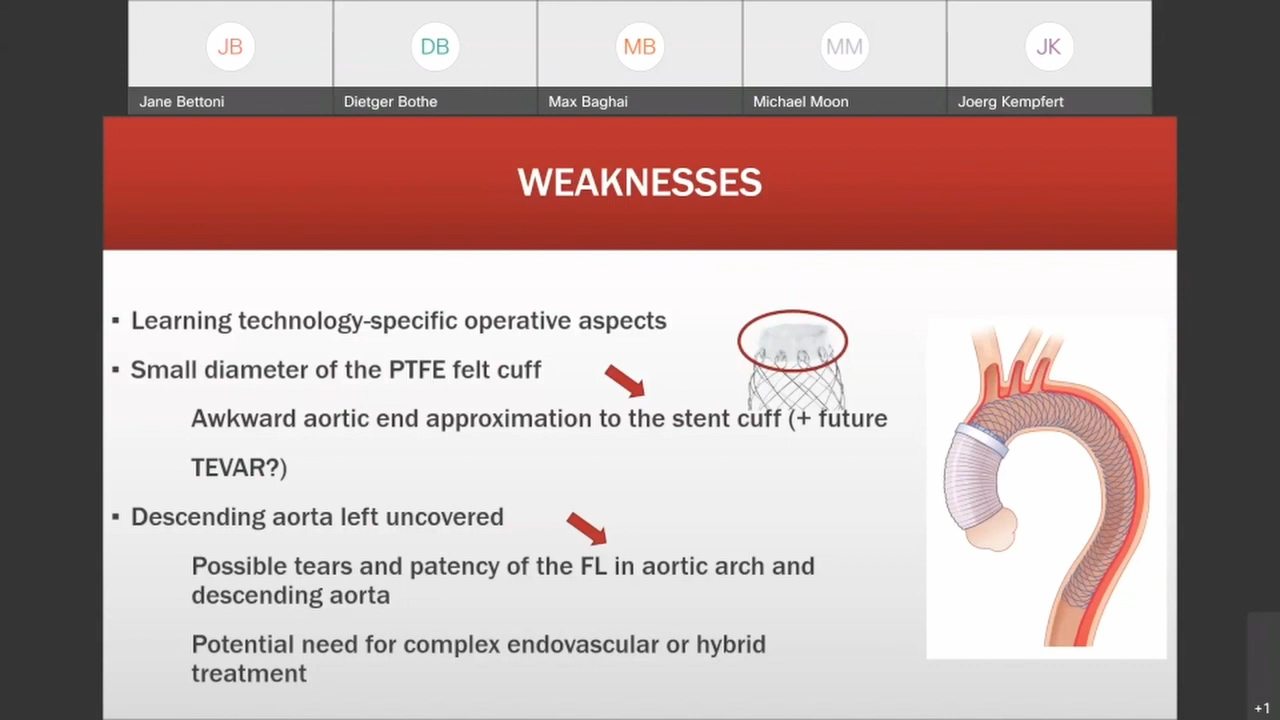 JB
DB
MB
MM
JK
Jane Bettoni
Dietger Bothe
Max Baghai
Michael Moon
Joerg Kempfert
WEAKNESSES
▪ Learning technology-specific operative aspects
▪ Small diameter of the PTFE felt cuff
Awkward aortic end approximation to the stent cuff (+ future
TEVAR?)
▪ Descending aorta left uncovered
Possible tears and patency of the FL in aortic arch and
descending aorta
Potential need for complex endovascular or hybrid
treatment
+1